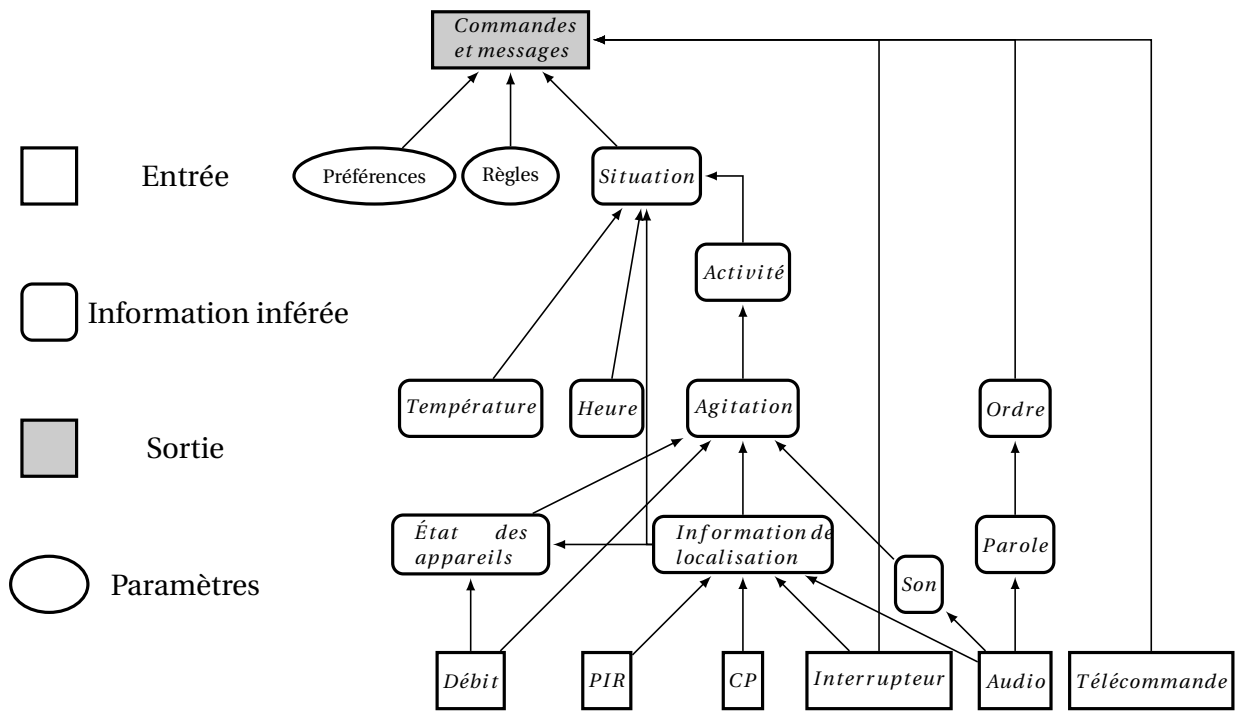 Commandes
et messages
Entrée
Préférences
Règles
Situation
Activité
Information inférée
Température
Heure
Agitation
Ordre
Sortie
État des
appareils
Information de
localisation
Parole
Son
Paramètres
Débit
PIR
CP
Interrupteur
Audio
Télécommande